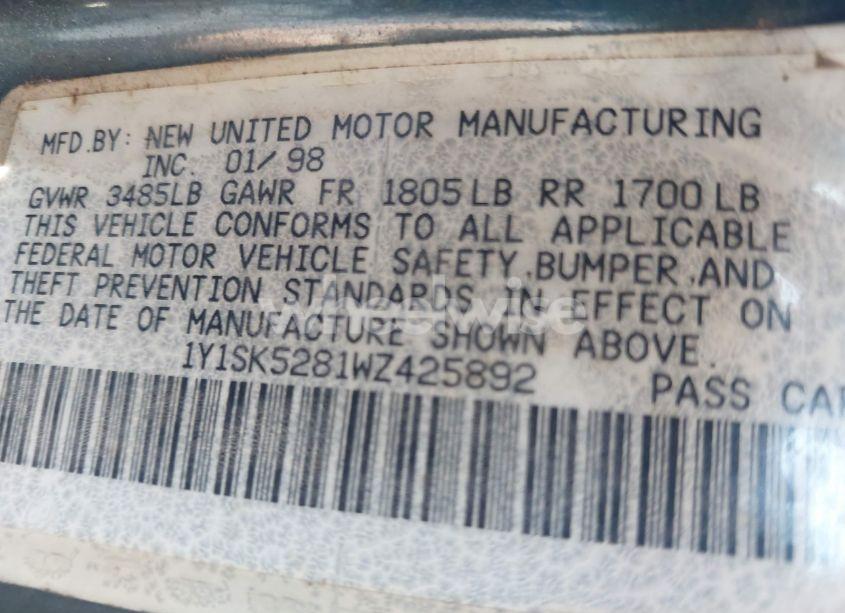 MFD.BY: NEW UNITED MOTOR MANUFACTURING
INC. 01/98
GVWR 3485LB GAWR FR 1805LB RR 1700LB
THIS VEHICLE CONFORMS TO ALL APPLICABLE
FEDERAL MOTOR VEHICLE SAFETY, BUMPER, AND
THEFT PREVENTION STANDARDS IN EFFECT ON
THE DATE OF MANUFACTURE SHOWN ABOVE.
1Y1SK5281WZ425892 PASS CAR
wheelwise